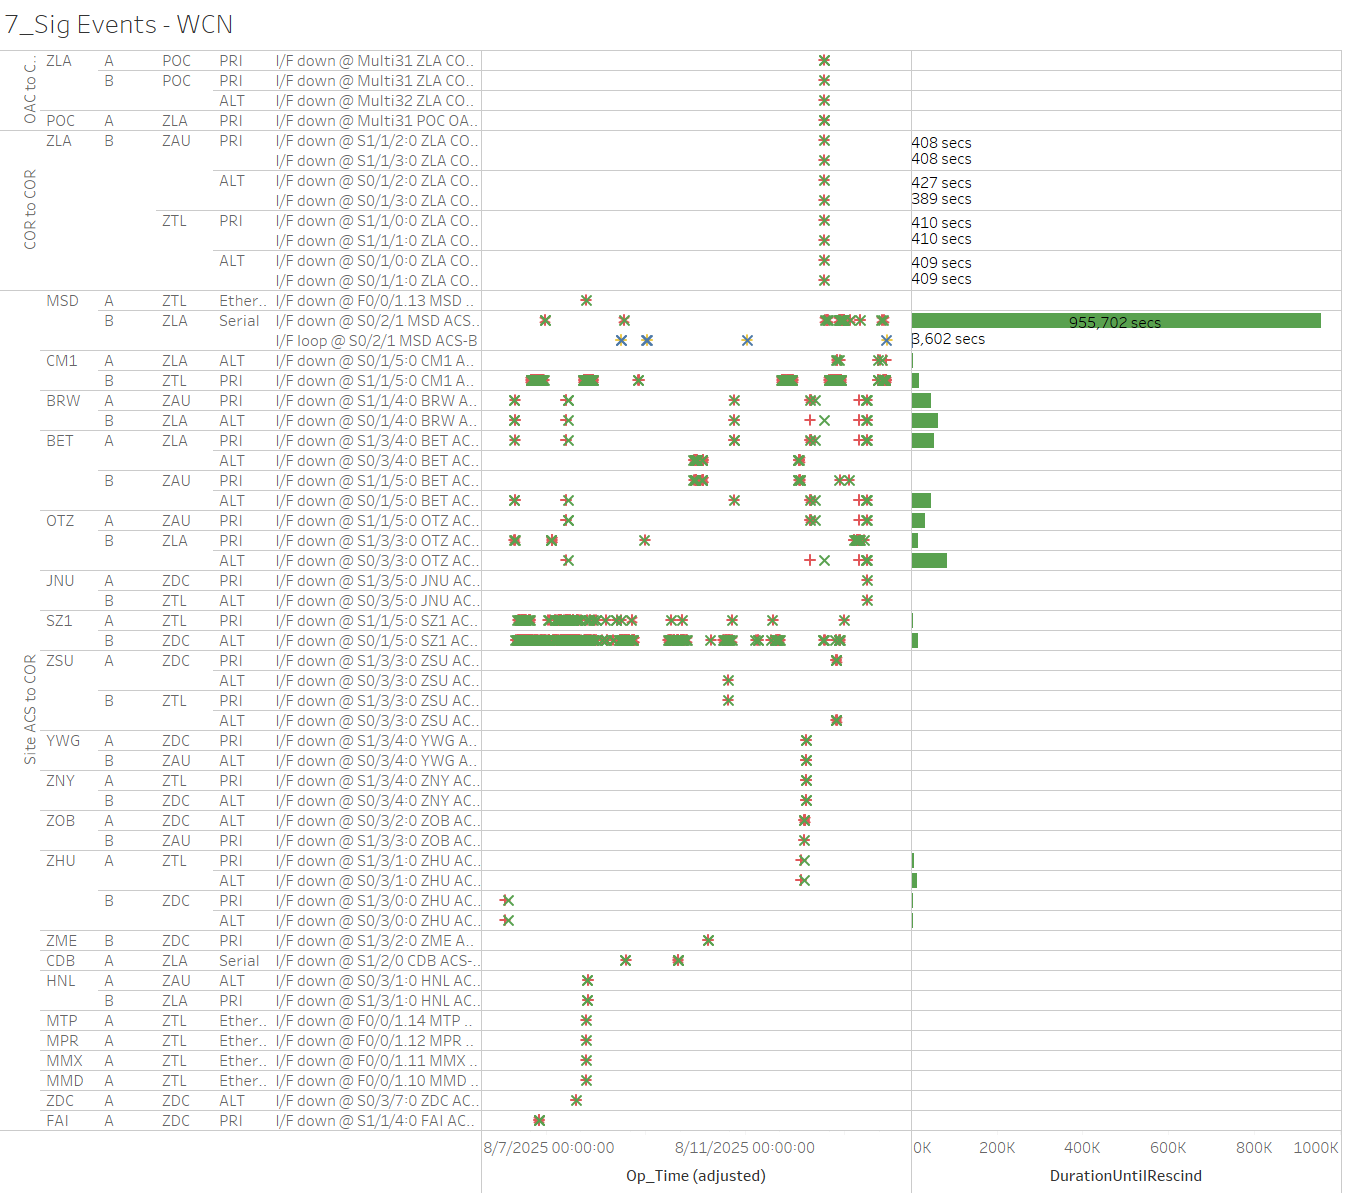 7_Sig Events - WCN
OAC to C..
ZLA A POC PRI I/F down @ Multi31 ZLA CO..
B POC PRI I/F down @ Multi31 ZLA CO..
ALT I/F down @ Multi32 ZLA CO..
POC A ZLA PRI I/F down @ Multi31 POC OA..
COR to COR
ZLA B ZAU PRI I/F down @ S1/1/2:0 ZLA CO.. 408 secs
I/F down @ S1/1/3:0 ZLA CO.. 408 secs
ALT I/F down @ S0/1/2:0 ZLA CO.. 427 secs
I/F down @ S0/1/3:0 ZLA CO.. 389 secs
ZTL PRI I/F down @ S1/1/0:0 ZLA CO.. 410 secs
I/F down @ S1/1/1:0 ZLA CO.. 410 secs
ALT I/F down @ S0/1/0:0 ZLA CO.. 409 secs
I/F down @ S0/1/1:0 ZLA CO.. 409 secs
Site ACS to COR
MSD A ZTL Ether.. I/F down @ F0/0/1.13 MSD ..
B ZLA Serial I/F down @ S0/2/1 MSD ACS.. 955,702 secs
I/F loop @ S0/2/1 MSD ACS-B 3,602 secs
CM1 A ZLA ALT I/F down @ S0/1/5:0 CM1 A..
B ZTL PRI I/F down @ S1/1/5:0 CM1 A..
BRW A ZAU PRI I/F down @ S1/1/4:0 BRW A..
B ZLA ALT I/F down @ S0/1/4:0 BRW A..
BET A ZLA PRI I/F down @ S1/3/4:0 BET AC..
ALT I/F down @ S0/3/4:0 BET AC..
B ZAU PRI I/F down @ S1/1/5:0 BET AC..
ALT I/F down @ S0/1/5:0 BET AC..
OTZ A ZAU PRI I/F down @ S1/1/5:0 OTZ AC..
B ZLA PRI I/F down @ S1/3/3:0 OTZ AC..
ALT I/F down @ S0/3/3:0 OTZ AC..
JNU A ZDC PRI I/F down @ S1/3/5:0 JNU AC..
B ZTL ALT I/F down @ S0/3/5:0 JNU AC..
SZ1 A ZTL PRI I/F down @ S1/1/5:0 SZ1 AC..
B ZDC ALT I/F down @ S0/1/5:0 SZ1 AC..
ZSU A ZDC PRI I/F down @ S1/3/3:0 ZSU AC..
ALT I/F down @ S0/3/3:0 ZSU AC..
B ZTL PRI I/F down @ S1/3/3:0 ZSU AC..
ALT I/F down @ S0/3/3:0 ZSU AC..
YWG A ZDC PRI I/F down @ S1/3/4:0 YWG A..
B ZAU ALT I/F down @ S0/3/4:0 YWG A..
ZNY A ZTL PRI I/F down @ S1/3/4:0 ZNY AC..
B ZDC ALT I/F down @ S0/3/4:0 ZNY AC..
ZOB A ZDC ALT I/F down @ S0/3/2:0 ZOB AC..
B ZAU PRI I/F down @ S1/3/3:0 ZOB AC..
ZHU A ZTL PRI I/F down @ S1/3/1:0 ZHU AC..
ALT I/F down @ S0/3/1:0 ZHU AC..
B ZDC PRI I/F down @ S1/3/0:0 ZHU AC..
ALT I/F down @ S0/3/0:0 ZHU AC..
ZME B ZDC PRI I/F down @ S1/3/2:0 ZME A..
CDB A ZLA Serial I/F down @ S1/2/0 CDB ACS-..
HNL A ZAU ALT I/F down @ S0/3/1:0 HNL AC..
B ZLA PRI I/F down @ S1/3/1:0 HNL AC..
MTP A ZTL Ether.. I/F down @ F0/0/1.14 MTP ..
MPR A ZTL Ether.. I/F down @ F0/0/1.12 MPR ..
MMX A ZTL Ether.. I/F down @ F0/0/1.11 MMX ..
MMD A ZTL Ether.. I/F down @ F0/0/1.10 MMD ..
ZDC A ZDC ALT I/F down @ S0/3/7:0 ZDC AC..
FAI A ZDC PRI I/F down @ S1/1/4:0 FAI AC..
8/7/2025 00:00:00 8/11/2025 00:00:00 0K 200K 400K 600K 800K 1000K
Op_Time (adjusted) DurationUntilRescind